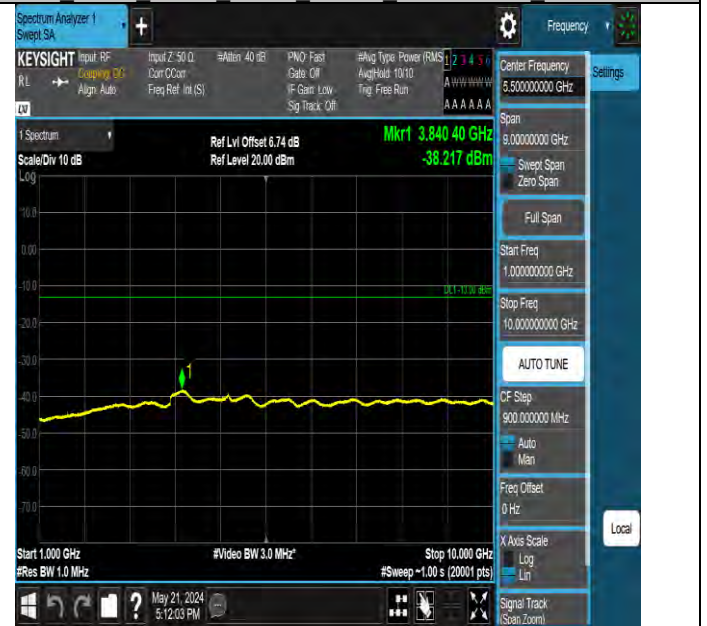 Spectrum Analyzer 1
Swept SA
+
Frequency
KEYSIGHT Input: RF Input Z: 50 Ω #Atten: 40 dB PNO: Fast #Avg Type: Power (RMS 1 2 3 4 5 6
RL Coupling: DC Corr CCorr Gate: Off Avg|Hold: 10/10 A W W W W W
Align: Auto Freq Ref: Int (S) IF Gain: Low Trig: Free Run
Sig Track: Off A A A A A A
LXI
1 Spectrum Ref Lvl Offset 6.74 dB Mkr1 3.840 40 GHz
Scale/Div 10 dB Ref Level 20.00 dBm -38.217 dBm
Log
10.0
0.00
-10.0
DL1 -13.00 dBm
-20.0
-30.0
1
-40.0
-50.0
-60.0
-70.0
Start 1.000 GHz #Video BW 3.0 MHz* Stop 10.000 GHz
#Res BW 1.0 MHz #Sweep ~1.00 s (20001 pts)
Center Frequency
5.500000000 GHz
Settings
Span
9.00000000 GHz
Swept Span
Zero Span
Full Span
Start Freq
1.000000000 GHz
Stop Freq
10.000000000 GHz
AUTO TUNE
CF Step
900.000000 MHz
Auto
Man
Freq Offset
0 Hz
X Axis Scale
Log
Lin
Local
Signal Track
(Span Zoom)
? May 21, 2024
5:12:03 PM